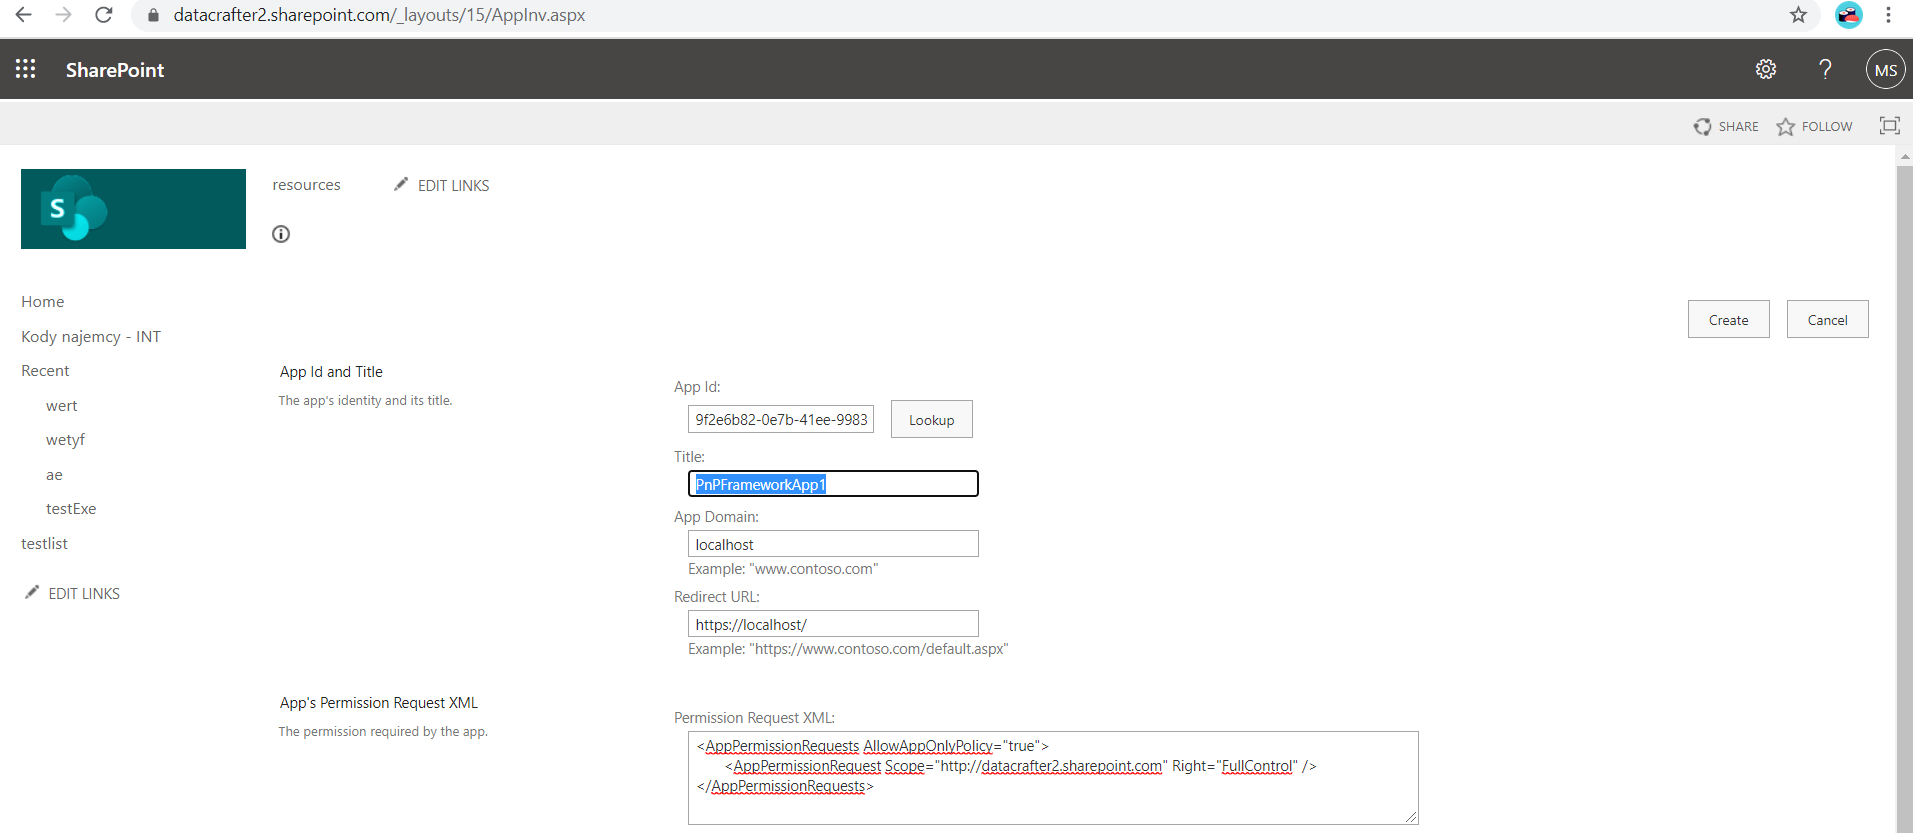 datacrafter2.sharepoint.com/_layouts/15/AppInv.aspx
SharePoint
?
MS
SHARE
FOLLOW
S
resources
EDIT LINKS
Home
Kody najemcy - INT
Recent
wert
wetyf
ae
testExe
testlist
EDIT LINKS
Create
Cancel
App Id and Title
The app's identity and its title.
App Id:
9f2e6b82-0e7b-41ee-9983
Lookup
Title:
PnPFrameworkApp1
App Domain:
localhost
Example: "www.contoso.com"
Redirect URL:
https://localhost/
Example: "https://www.contoso.com/default.aspx"
App's Permission Request XML
The permission required by the app.
Permission Request XML:
<AppPermissionRequests AllowAppOnlyPolicy="true">
<AppPermissionRequest Scope="http://datacrafter2.sharepoint.com" Right="FullControl" />
</AppPermissionRequests>